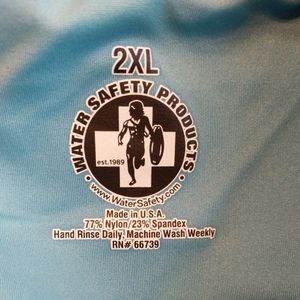 2XL
WATER SAFETY PRODUCTS
est.1989
• www.WaterSafety.com •
Made in U.S.A.
77% Nylon/23% Spandex
Hand Rinse Daily, Machine Wash Weekly
RN# 66739